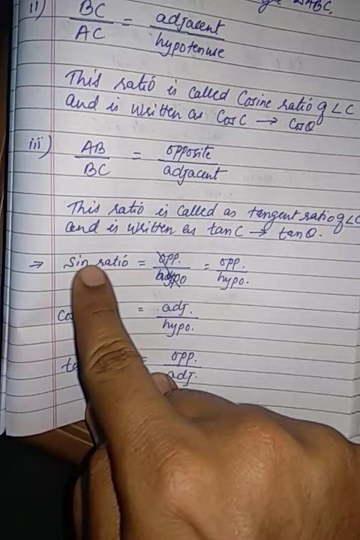 ii) BC / AC = adjacent / hypotenuse
This ratio is called Cosine ratio of ∠C
and is written as CosC → Cosθ
iii) AB / BC = opposite / adjacent
This ratio is called as tangent ratio of ∠C
and is written as tanC → tanθ.
⇒ Sin ratio = opp. / hypo = opp. / hypo.
= adj. / hypo.
= opp. / adj.